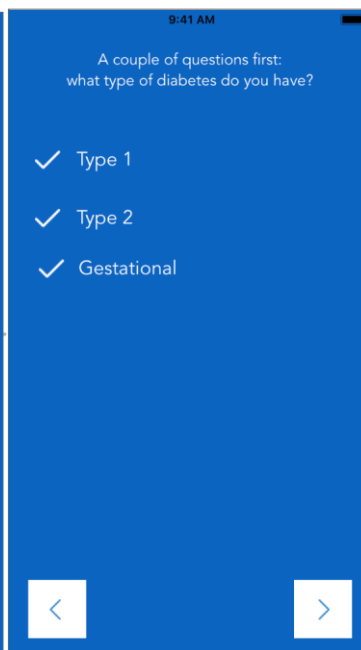 9:41 AM
A couple of questions first:
what type of diabetes do you have?
Type 1
Type 2
Gestational